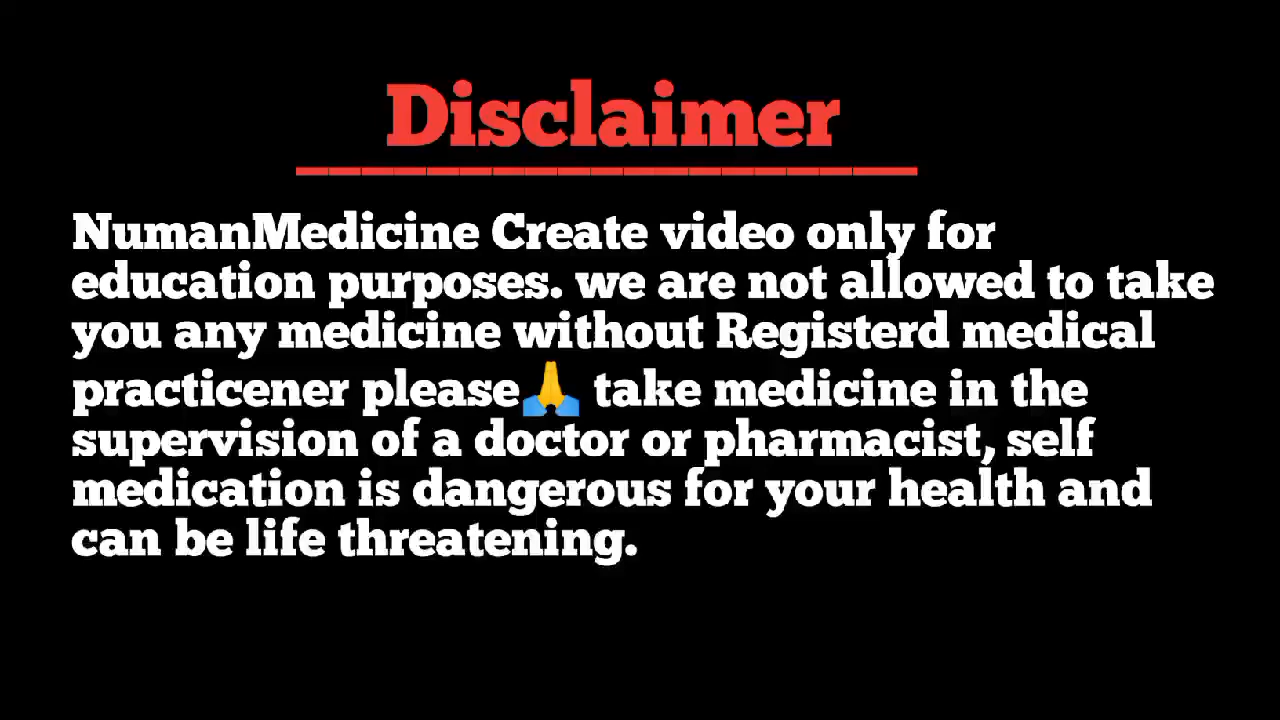 Disclaimer
NumanMedicine Create video only for
education purposes. we are not allowed to take
you any medicine without Registerd medical
practicener please🙏 take medicine in the
supervision of a doctor or pharmacist, self
medication is dangerous for your health and
can be life threatening.